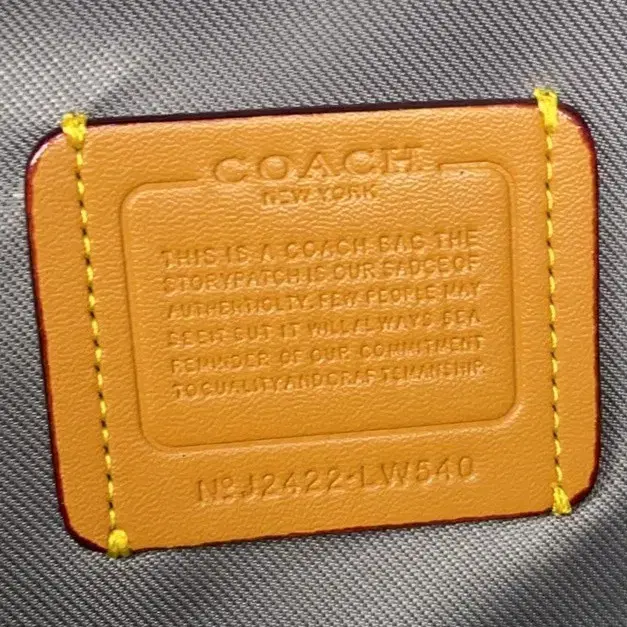 COACH
NEW YORK
THIS IS A COACH BAG THE
STORYPATCH IS OUR BADGE OF
AUTHENTICITY. FEW PEOPLE MAY
SEE IT BUT IT WILL ALWAYS BE A
REMINDER OF OUR COMMITMENT
TO QUALITY AND CRAFTSMANSHIP
Nº J2422-LW540